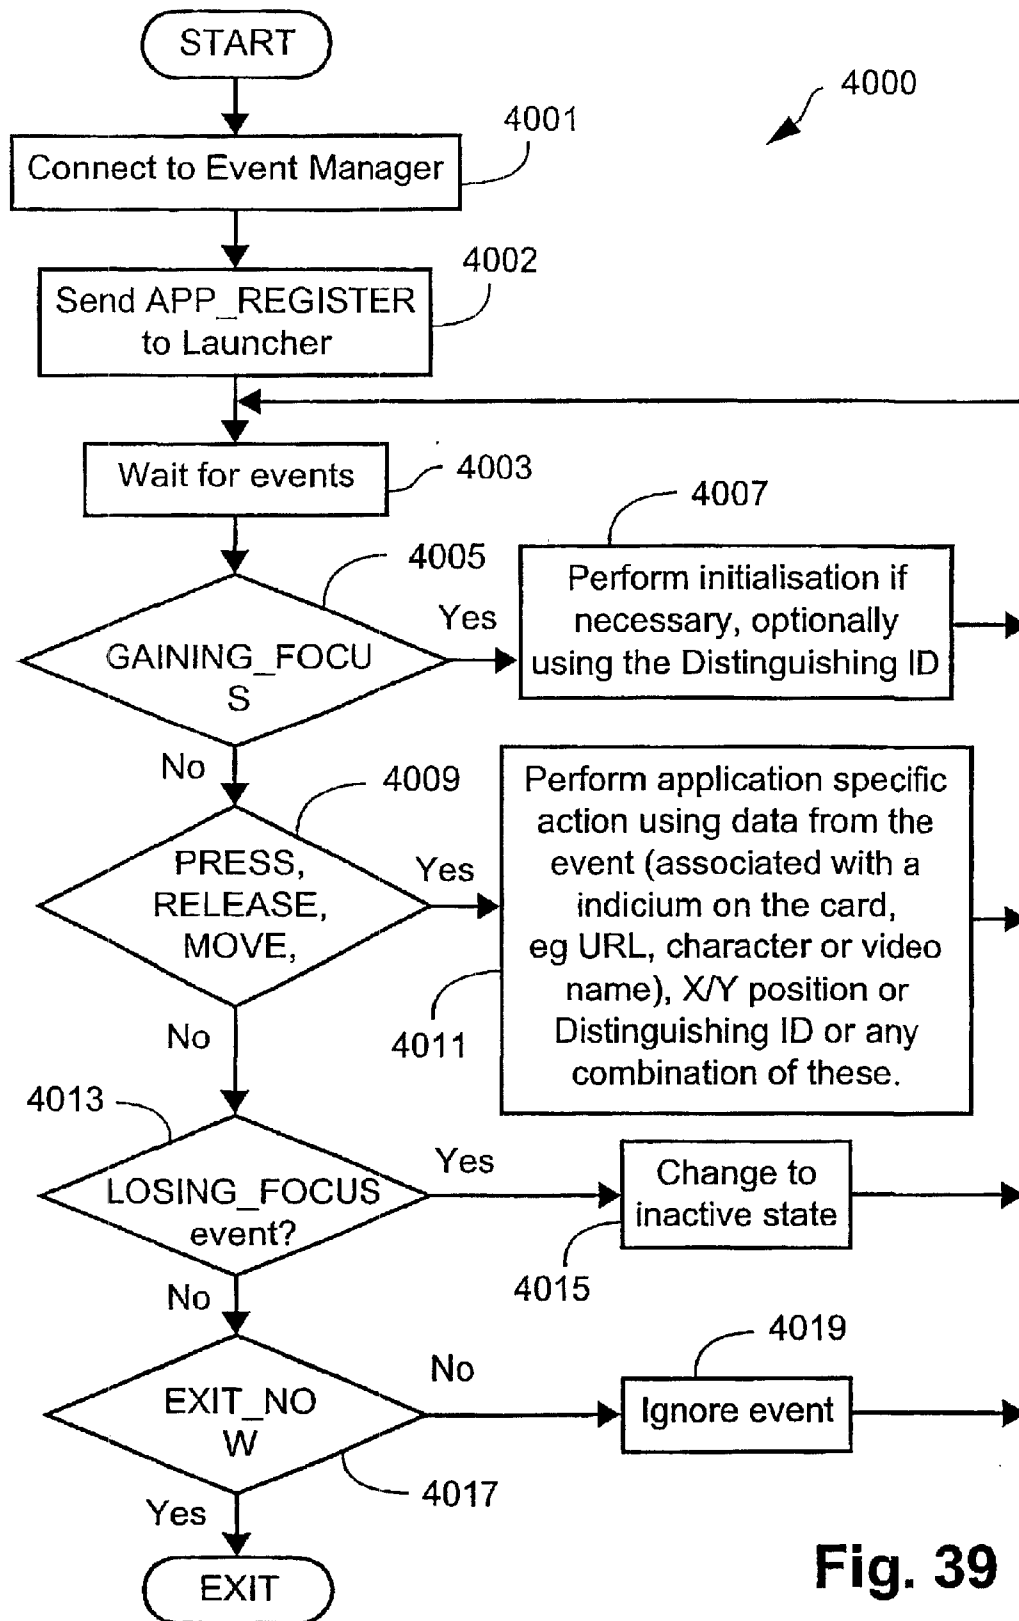 START
4000
4001
Connect to Event Manager
4002
Send APP_REGISTER
to Launcher
Wait for events
4003
4007
4005
Yes
Perform initialisation if
necessary, optionally
using the Distinguishing ID
GAINING_FOCU
S
No
4009
PRESS,
RELEASE,
MOVE,
Yes
Perform application specific
action using data from the
event (associated with a
indicium on the card,
eg URL, character or video
name), X/Y position or
Distinguishing ID or any
combination of these.
4011
No
4013
LOSING_FOCUS
event?
Yes
Change to
inactive state
4015
No
4019
EXIT_NO
W
No
Ignore event
4017
Yes
EXIT
Fig. 39